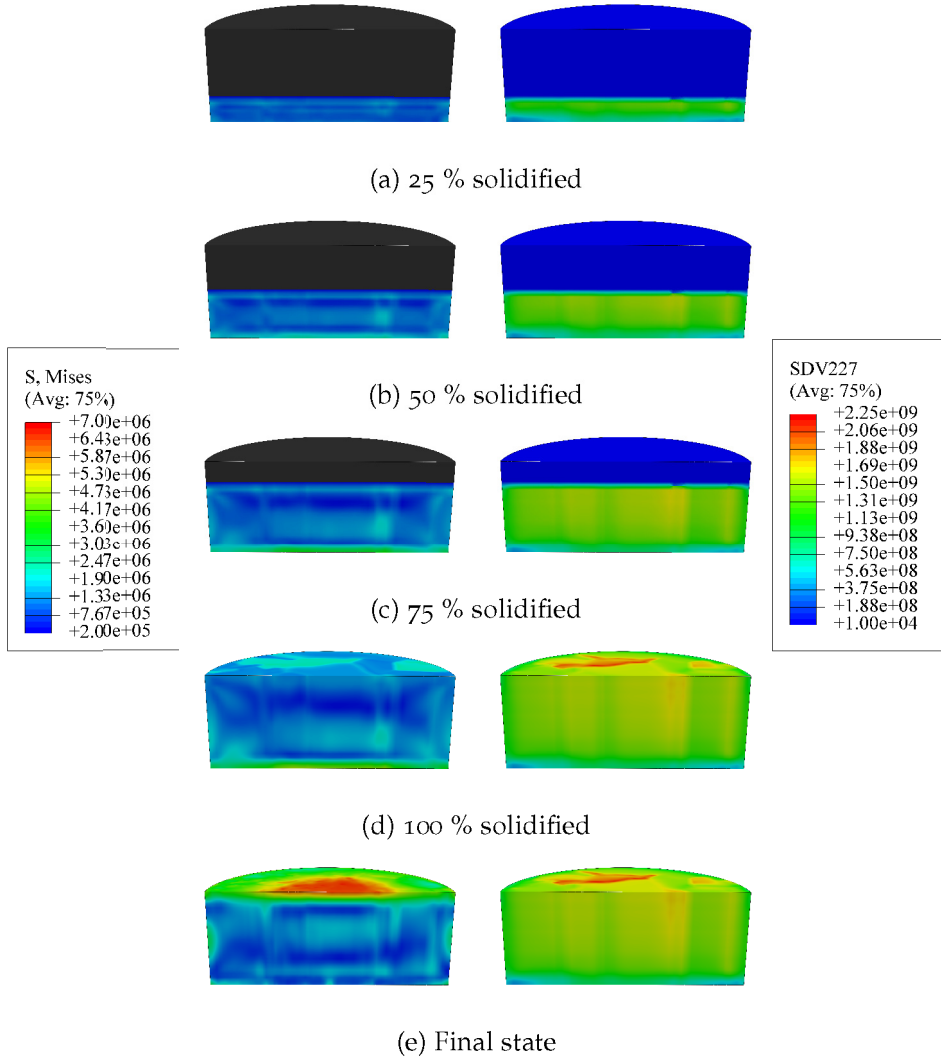 (a) 25 % solidified
(b) 50 % solidified
S, Mises
(Avg: 75%)
+7.00e+06
+6.43e+06
+5.87e+06
+5.30e+06
+4.73e+06
+4.17e+06
+3.60e+06
+3.03e+06
+2.47e+06
+1.90e+06
+1.33e+06
+7.67e+05
+2.00e+05
SDV227
(Avg: 75%)
+2.25e+09
+2.06e+09
+1.88e+09
+1.69e+09
+1.50e+09
+1.31e+09
+1.13e+09
+9.38e+08
+7.50e+08
+5.63e+08
+3.75e+08
+1.88e+08
+1.00e+04
(c) 75 % solidified
(d) 100 % solidified
(e) Final state